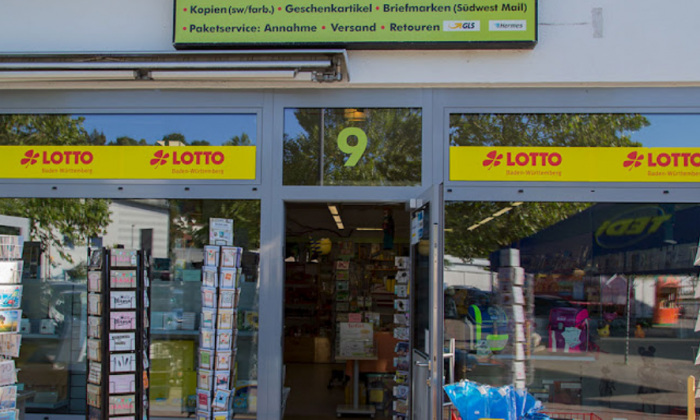 • Kopien (sw/farb.) • Geschenkartikel • Briefmarken (Südwest Mail)
• Paketservice: Annahme • Versand • Retouren GLS Hermes
9
LOTTO LOTTO LOTTO LOTTO
Baden-Württemberg Baden-Württemberg Baden-Württemberg Baden-Württemberg
TEDi